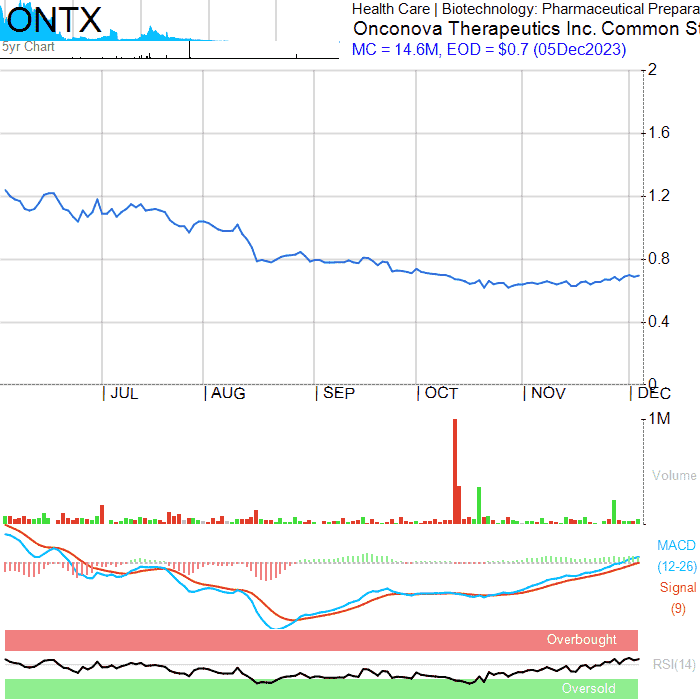 ONTX
5yr Chart
Health Care | Biotechnology: Pharmaceutical Prepara
Onconova Therapeutics Inc. Common St
MC = 14.6M, EOD = $0.7 (05Dec2023)
2
1.6
1.2
0.8
0.4
0
| JUL | AUG | SEP | OCT | NOV | DEC
1M
Volume
MACD
(12-26)
Signal
(9)
Overbought
RSI(14)
Oversold